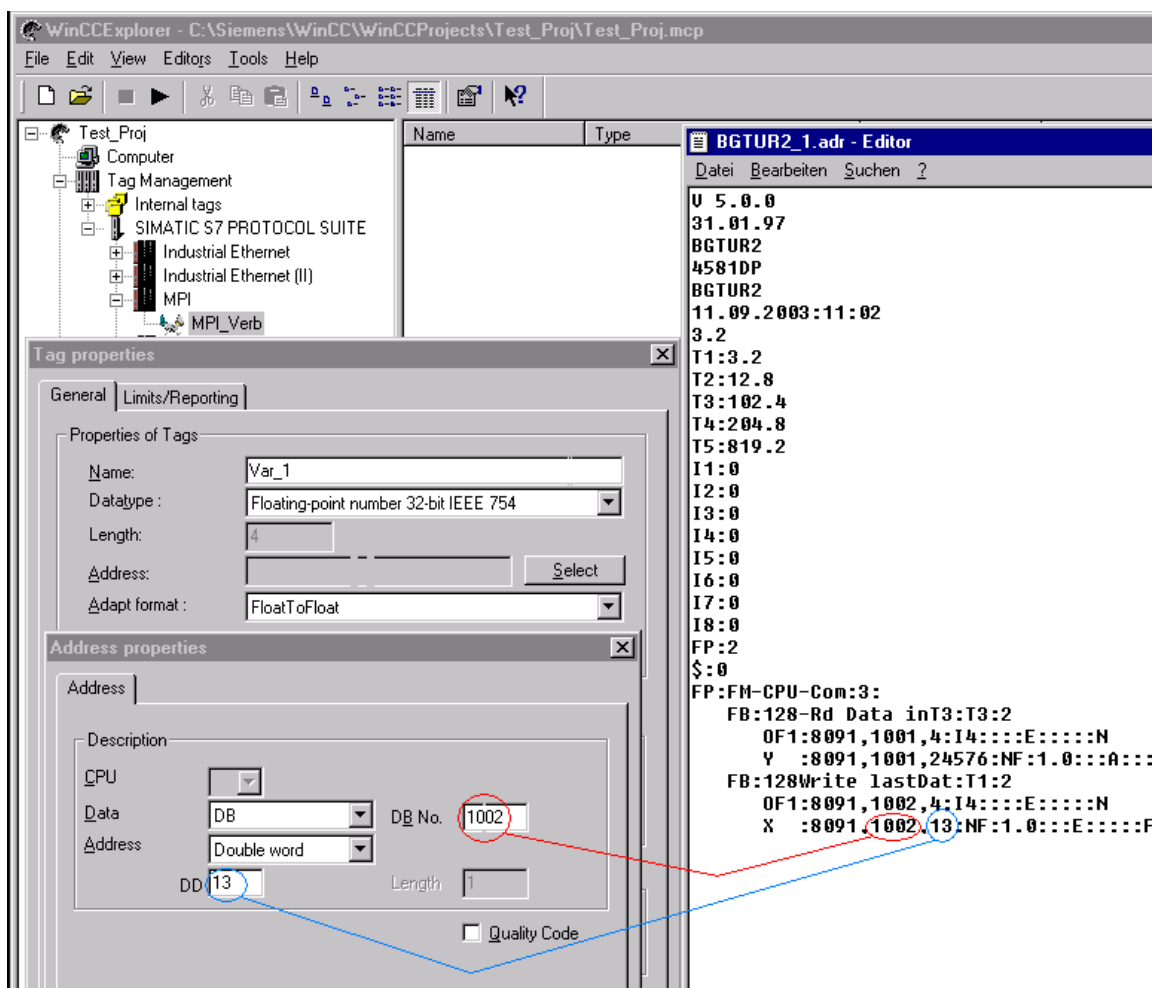 WinCCExplorer - C:\Siemens\WinCC\WinCCProjects\Test_Proj\Test_Proj.mcp
File Edit View Editors Tools Help
Test_Proj
Computer
Tag Management
Internal tags
SIMATIC S7 PROTOCOL SUITE
Industrial Ethernet
Industrial Ethernet (II)
MPI
MPI_Verb
Name Type
Tag properties
General Limits/Reporting
Properties of Tags
Name: Var_1
Datatype : Floating-point number 32-bit IEEE 754
Length: 4
Address: Select
Adapt format : FloatToFloat
Address properties
Address
Description
CPU
Data DB DB No. 1002
Address Double word
DD 13 Length 1
Quality Code
BGTUR2_1.adr - Editor
Datei Bearbeiten Suchen ?
V 5.0.0
31.01.97
BGTUR2
4581DP
BGTUR2
11.09.2003:11:02
3.2
T1:3.2
T2:12.8
T3:102.4
T4:204.8
T5:819.2
I1:0
I2:0
I3:0
I4:0
I5:0
I6:0
I7:0
I8:0
FP:2
$:0
FP:FM-CPU-Com:3:
FB:128-Rd Data inT3:T3:2
OF1:8091,1001,4:I4::::E:::::N
Y :8091,1001,24576:NF:1.0:::A:::
FB:128Write lastDat:T1:2
OF1:8091,1002,4:I4::::E:::::N
X :8091,1002,13:NF:1.0:::E:::::F